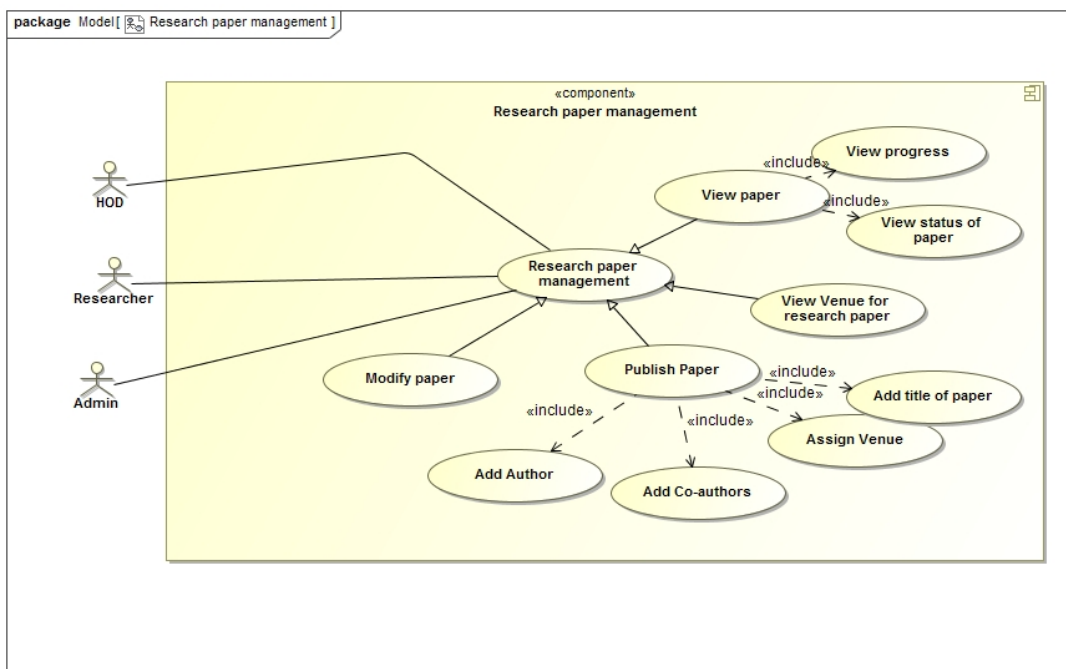 package Model[ Research paper management ]
«component»
Research paper management
View progress
«include»
View paper
«include»
View status of
paper
HOD
Research paper
management
Researcher
View Venue for
research paper
Admin
Modify paper
Publish Paper
«include»
Add title of paper
«include»
«include»
«include»
Assign Venue
Add Author
Add Co-authors